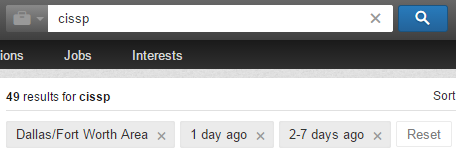 cissp
ions Jobs Interests
49 results for cissp Sort
Dallas/Fort Worth Area × 1 day ago × 2-7 days ago × Reset